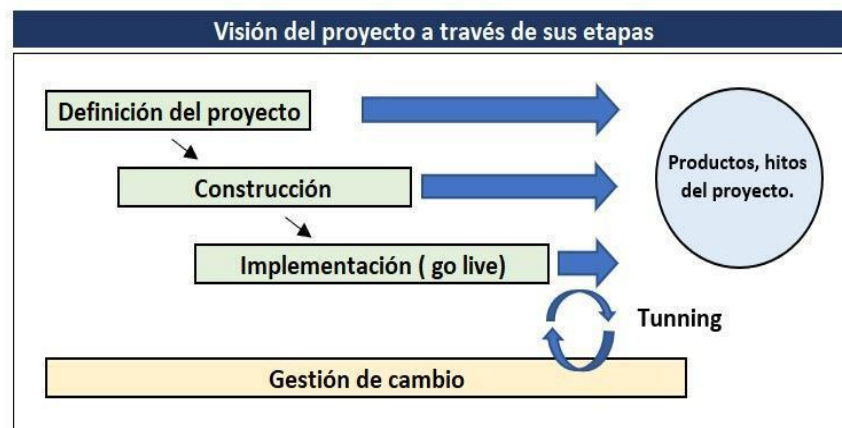 Visión del proyecto a través de sus etapas
Definición del proyecto
Construcción
Implementación ( go live)
Productos, hitos
del proyecto.
Tunning
Gestión de cambio